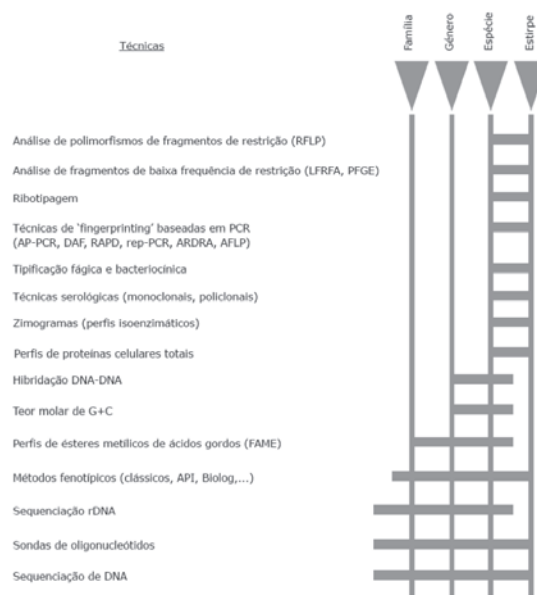 Técnicas
Família
Género
Espécie
Estirpe
Análise de polimorfismos de fragmentos de restrição (RFLP)
Análise de fragmentos de baixa frequência de restrição (LFRFA, PFGE)
Ribotipagem
Técnicas de 'fingerprinting' baseadas em PCR
(AP-PCR, DAF, RAPD, rep-PCR, ARDRA, AFLP)
Tipificação fágica e bacteriocínica
Técnicas serológicas (monoclonais, policlonais)
Zimogramas (perfis isoenzimáticos)
Perfis de proteínas celulares totais
Hibridação DNA-DNA
Teor molar de G+C
Perfis de ésteres metílicos de ácidos gordos (FAME)
Métodos fenotípicos (clássicos, API, Biolog,...)
Sequenciação rDNA
Sondas de oligonucleótidos
Sequenciação de DNA